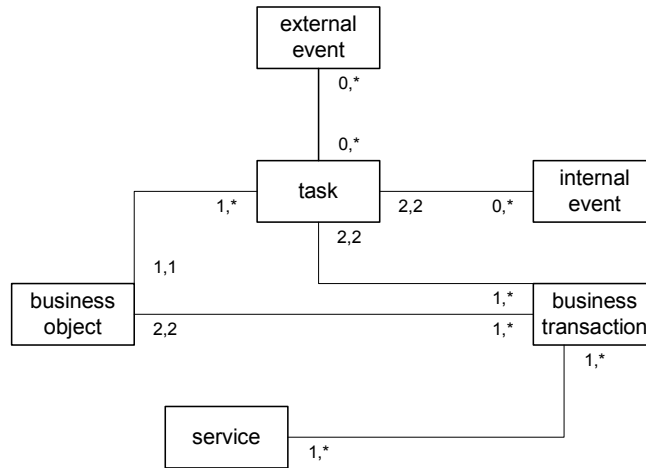 external
event
0,*
0,*
task
internal
event
1,*
2,2
0,*
2,2
1,1
business
object
1,*
business
transaction
2,2
1,*
1,*
service
1,*